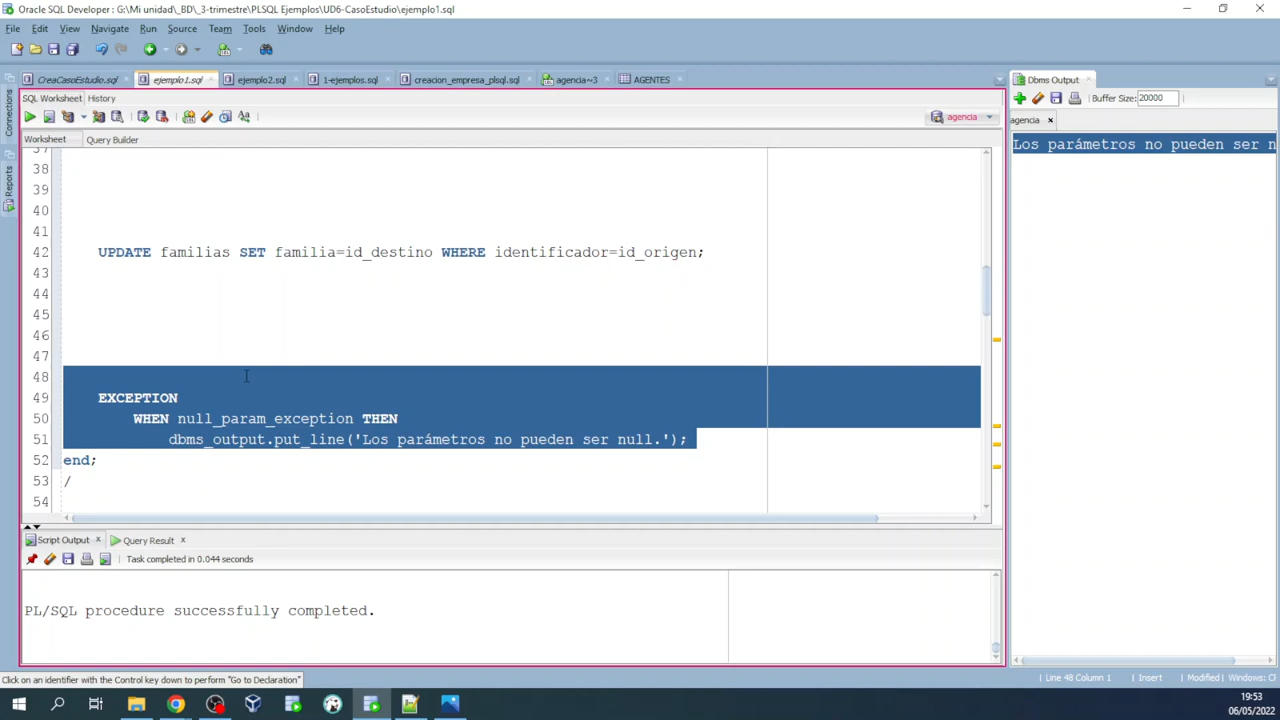 Oracle SQL Developer : G:\Mi unidad\_BD\_3-trimestre\PLSQL Ejemplos\UD6-CasoEstudio\ejemplo1.sql
File Edit View Navigate Run Source Team Tools Window Help
CreaCasoEstudio.sql ejemplo1.sql ejemplo2.sql 1-ejemplos.sql creacion_empresa_plsql.sql agencia~3 AGENTES
Dbms Output
SQL Worksheet History
Buffer Size: 20000
agencia
agencia
Worksheet Query Builder
Connections
Reports
Los parámetros no pueden ser n
37
38
39
40
41
42 UPDATE familias SET familia=id_destino WHERE identificador=id_origen;
43
44
45
46
47
48
49 EXCEPTION
50 WHEN null_param_exception THEN
51 dbms_output.put_line('Los parámetros no pueden ser null.');
52 end;
53 /
54
Script Output Query Result
Task completed in 0.044 seconds
PL/SQL procedure successfully completed.
Click on an identifier with the Control key down to perform "Go to Declaration"
Line 48 Column 1 Insert Modified Windows: C
19:53
06/05/2022